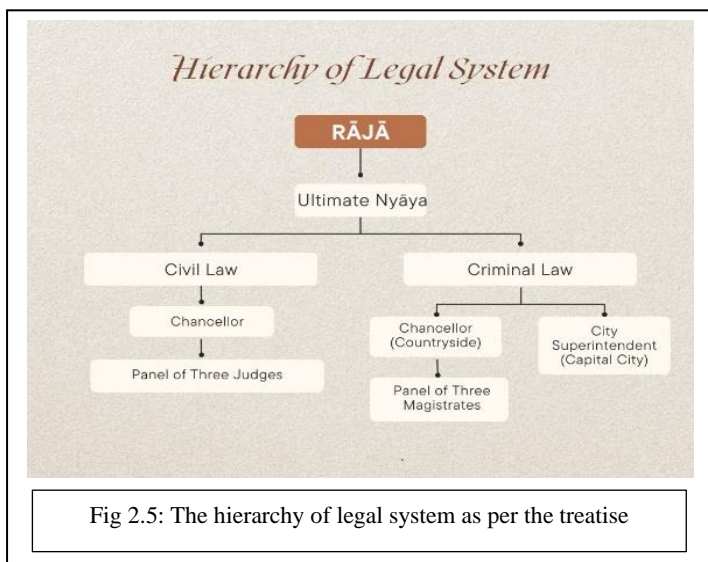 Hierarchy of Legal System
RĀJĀ
Ultimate Nyāya
Civil Law
Criminal Law
Chancellor
Panel of Three Judges
Chancellor
(Countryside)
Panel of Three
Magistrates
City
Superintendent
(Capital City)
Fig 2.5: The hierarchy of legal system as per the treatise